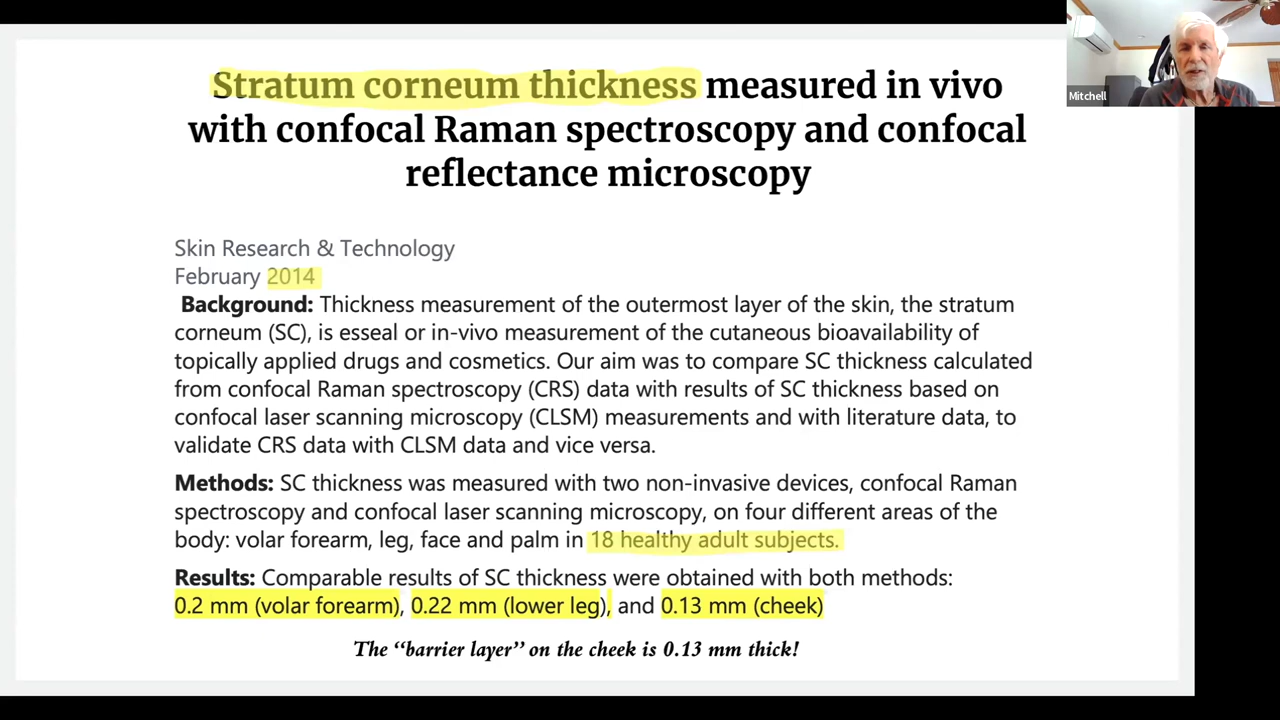 Stratum corneum thickness measured in vivo
with confocal Raman spectroscopy and confocal
reflectance microscopy
Mitchell
Skin Research & Technology
February 2014
Background: Thickness measurement of the outermost layer of the skin, the stratum
corneum (SC), is esseal or in-vivo measurement of the cutaneous bioavailability of
topically applied drugs and cosmetics. Our aim was to compare SC thickness calculated
from confocal Raman spectroscopy (CRS) data with results of SC thickness based on
confocal laser scanning microscopy (CLSM) measurements and with literature data, to
validate CRS data with CLSM data and vice versa.
Methods: SC thickness was measured with two non-invasive devices, confocal Raman
spectroscopy and confocal laser scanning microscopy, on four different areas of the
body: volar forearm, leg, face and palm in 18 healthy adult subjects.
Results: Comparable results of SC thickness were obtained with both methods:
0.2 mm (volar forearm), 0.22 mm (lower leg), and 0.13 mm (cheek)
The “barrier layer” on the cheek is 0.13 mm thick!